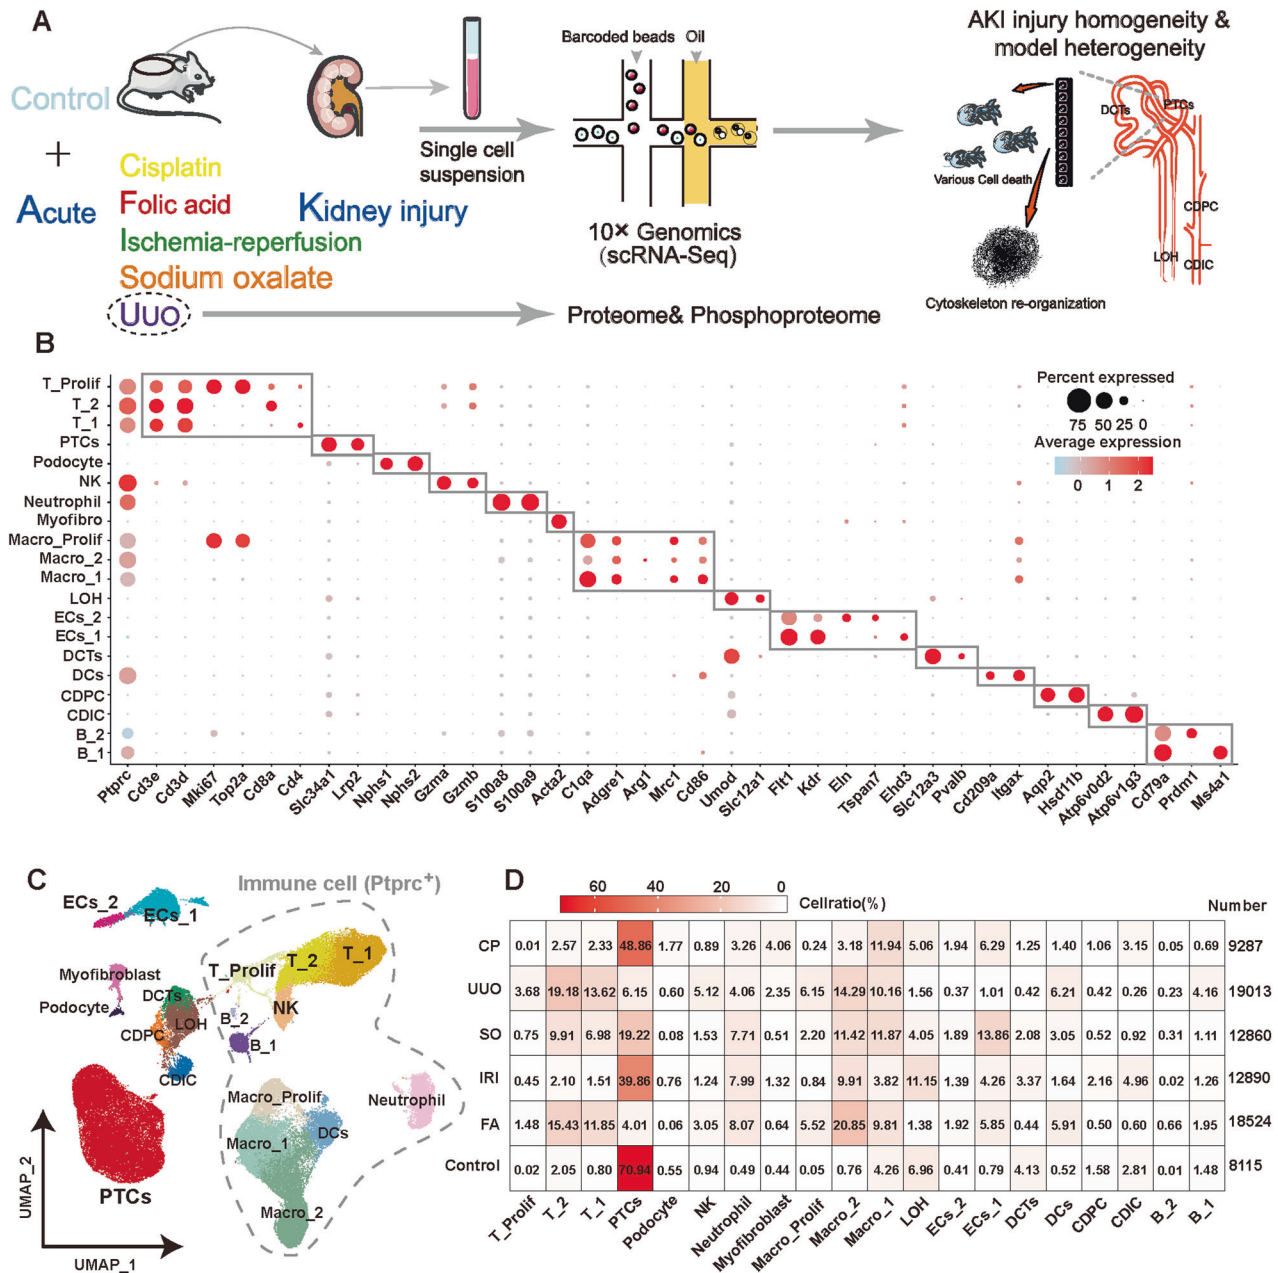 A
AKI injury homogeneity &
model heterogeneity
Barcoded beads Oil
Control
+
Acute
Cisplatin
Folic acid
Ischemia-reperfusion
Sodium oxalate
UUO
Kidney injury
Single cell
suspension
10× Genomics
(scRNA-Seq)
Proteome& Phosphoproteome
DCTs
PTCs
Various Cell death
CDPC
LOH
CDIC
Cytoskeleton re-organization
B
T_Prolif
T_2
T_1
PTCs
Podocyte
NK
Neutrophil
Myofibro
Macro_Prolif
Macro_2
Macro_1
LOH
ECs_2
ECs_1
DCTs
DCs
CDPC
CDIC
B_2
B_1
Percent expressed
75 50 25 0
Average expression
0 1 2
Ptprc Cd3e Cd3d Mki67 Top2a Cd8a Cd4 Slc34a1 Lrp2 Nphs1 Nphs2 Gzma Gzmb S100a8 S100a9 Acta2 C1qa Adgre1 Arg1 Mrc1 Cd86 Umod Slc12a1 Flt1 Kdr Eln Tspan7 Ehd3 Slc12a3 Pvalb Cd209a Itgax Aqp2 Hsd11b Atp6v0d2 Atp6v1g3 Cd79a Prdm1 Ms4a1
C
Immune cell (Ptprc+)
ECs_2
ECs_1
T_Prolif
T_2
T_1
Myofibroblast
Podocyte
DCTs
LOH
CDPC
CDIC
NK
B_2
B_1
Macro_Prolif
Neutrophil
Macro_1
DCs
Macro_2
PTCs
UMAP_2
UMAP_1
D
60 40 20 0
Cellratio(%)
Number
CP 0.01 2.57 2.33 48.86 1.77 0.89 3.26 4.06 0.24 3.18 11.94 5.06 1.94 6.29 1.25 1.40 1.06 3.15 0.05 0.69 9287
UUO 3.68 19.18 13.62 6.15 0.60 5.12 4.06 2.35 6.15 14.29 10.16 1.56 0.37 1.01 0.42 6.21 0.42 0.26 0.23 4.16 19013
SO 0.75 9.91 6.98 19.22 0.08 1.53 7.71 0.51 2.20 11.42 11.87 4.05 1.89 13.86 2.08 3.05 0.52 0.92 0.31 1.11 12860
IRI 0.45 2.10 1.51 39.86 0.76 1.24 7.99 1.32 0.84 9.91 3.82 11.15 1.39 4.26 3.37 1.64 2.16 4.96 0.02 1.26 12890
FA 1.48 15.43 11.85 4.01 0.06 3.05 8.07 0.64 5.52 20.85 9.81 1.38 1.92 5.85 0.44 5.91 0.50 0.60 0.66 1.95 18524
Control 0.02 2.05 0.80 70.94 0.55 0.94 0.49 0.44 0.05 0.76 4.26 6.96 0.41 0.79 4.13 0.52 1.58 2.81 0.01 1.48 8115
T_Prolif T_2 T_1 PTCs Podocyte NK Neutrophil Myofibroblast Macro_Prolif Macro_2 Macro_1 LOH ECs_2 ECs_1 DCTs DCs CDPC CDIC B_2 B_1